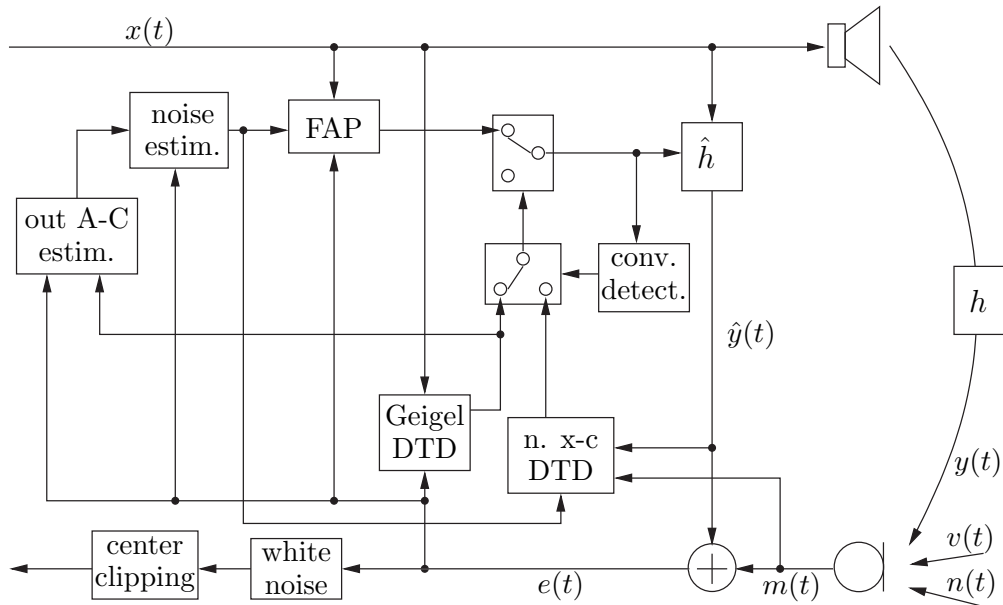 x(t)
noise
estim.
FAP
ĥ
out A-C
estim.
conv.
detect.
h
ŷ(t)
Geigel
DTD
n. x-c
DTD
y(t)
center
clipping
white
noise
e(t)
m(t)
v(t)
n(t)